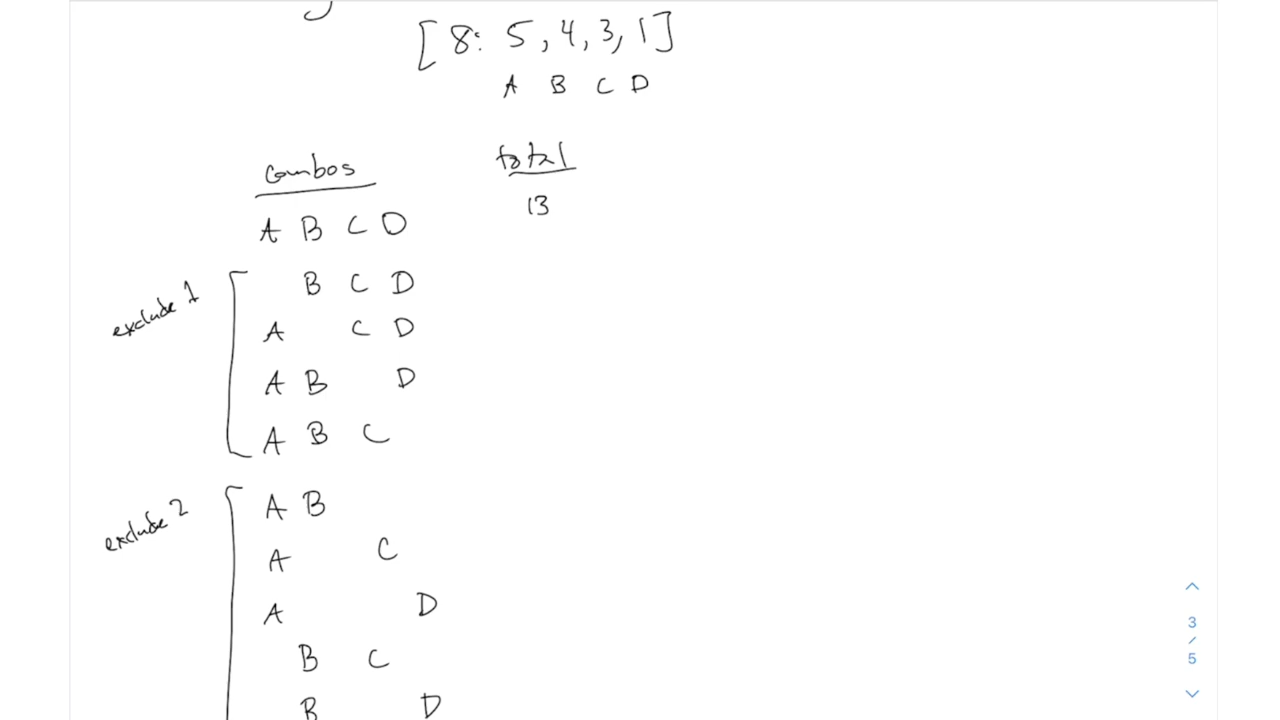 [8: 5, 4, 3, 1]
A B C D
combos total
A B C D 13
exclude 1
B C D
A C D
A B D
A B C
exclude 2
A B
A C
A D
B C
B D
3
/
5